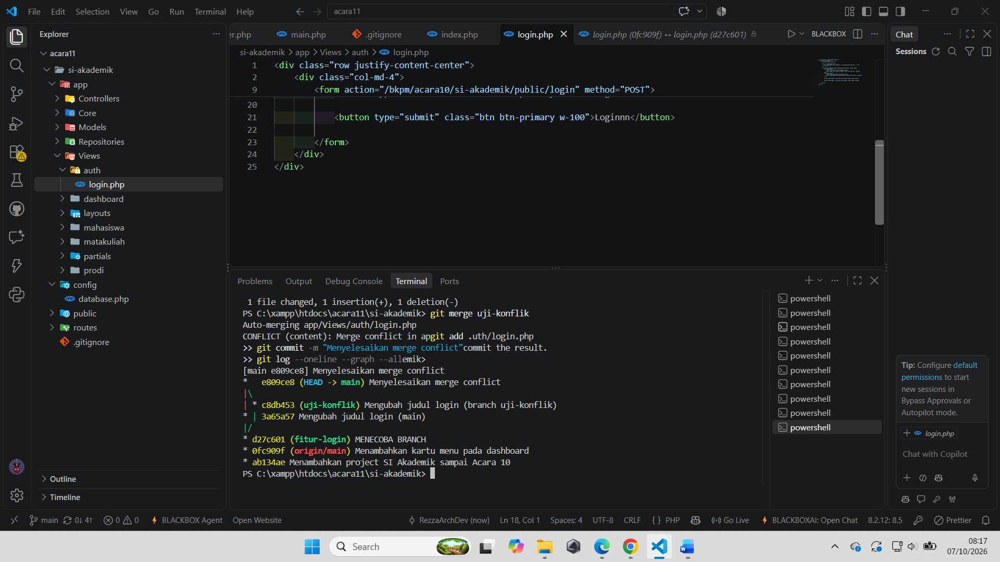 File Edit Selection View Go Run Terminal Help
acara11
Explorer
acara11
si-akademik
app
Controllers
Core
Models
Repositories
Views
auth
login.php
dashboard
layouts
mahasiswa
matakuliah
partials
prodi
config
database.php
public
routes
.gitignore
Outline
Timeline
er.php main.php .gitignore index.php login.php login.php (0fc909f) ↔ login.php (d27c601) BLACKBOX
si-akademik > app > Views > auth > login.php
1 <div class="row justify-content-center">
2 <div class="col-md-4">
9 <form action="/bkpm/acara10/si-akademik/public/login" method="POST">
20
21 <button type="submit" class="btn btn-primary w-100">Loginnn</button>
22
23 </form>
24 </div>
25 </div>
Problems Output Debug Console Terminal Ports
1 file changed, 1 insertion(+), 1 deletion(-)
PS C:\xampp\htdocs\acara11\si-akademik> git merge uji-konflik
Auto-merging app/Views/auth/login.php
CONFLICT (content): Merge conflict in apgit add .uth/login.php
>> git commit -m "Menyelesaikan merge conflict"commit the result.
>> git log --oneline --graph --allemik>
[main e809ce8] Menyelesaikan merge conflict
*   e809ce8 (HEAD -> main) Menyelesaikan merge conflict
|\
| * c8db453 (uji-konflik) Mengubah judul login (branch uji-konflik)
* | 3a65a57 Mengubah judul login (main)
|/
* d27c601 (fitur-login) MENECOBA BRANCH
* 0fc909f (origin/main) Menambahkan kartu menu pada dashboard
* ab134ae Menambahkan project SI Akademik sampai Acara 10
PS C:\xampp\htdocs\acara11\si-akademik>
powershell
powershell
powershell
powershell
powershell
powershell
powershell
powershell
powershell
powershell
Chat
Sessions
Tip: Configure default
permissions to start
new sessions in
Bypass Approvals or
Autopilot mode.
login.php
Chat with Copilot
main 0↓ 4↑ 0 0 BLACKBOX Agent Open Website RezzaArchDev (now) Ln 18, Col 1 Spaces: 4 UTF-8 CRLF { } PHP Go Live BLACKBOXAI: Open Chat 8.2.12: 8.5 Prettier
Search
08:17
07/10/2026